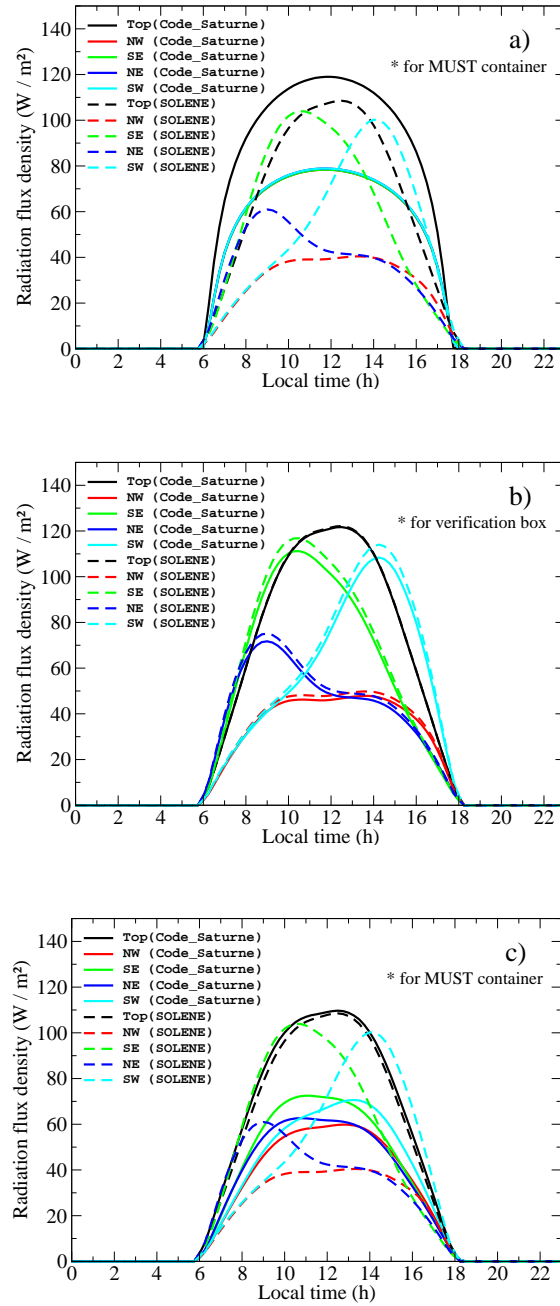 140
120
100
80
60
40
20
0
Radiation flux density (W / m²)
Top(Code_Saturne)
NW (Code_Saturne)
SE (Code_Saturne)
NE (Code_Saturne)
SW (Code_Saturne)
Top(SOLENE)
NW (SOLENE)
SE (SOLENE)
NE (SOLENE)
SW (SOLENE)
a)
* for MUST container
0 2 4 6 8 10 12 14 16 18 20 22
Local time (h)
140
120
100
80
60
40
20
0
Radiation flux density (W / m²)
Top(Code_Saturne)
NW (Code_Saturne)
SE (Code_Saturne)
NE (Code_Saturne)
SW (Code_Saturne)
Top(SOLENE)
NW (SOLENE)
SE (SOLENE)
NE (SOLENE)
SW (SOLENE)
b)
* for verification box
0 2 4 6 8 10 12 14 16 18 20 22
Local time (h)
140
120
100
80
60
40
20
0
Radiation flux density (W / m²)
Top(Code_Saturne)
NW (Code_Saturne)
SE (Code_Saturne)
NE (Code_Saturne)
SW (Code_Saturne)
Top(SOLENE)
NW (SOLENE)
SE (SOLENE)
NE (SOLENE)
SW (SOLENE)
c)
* for MUST container
0 2 4 6 8 10 12 14 16 18 20 22
Local time (h)